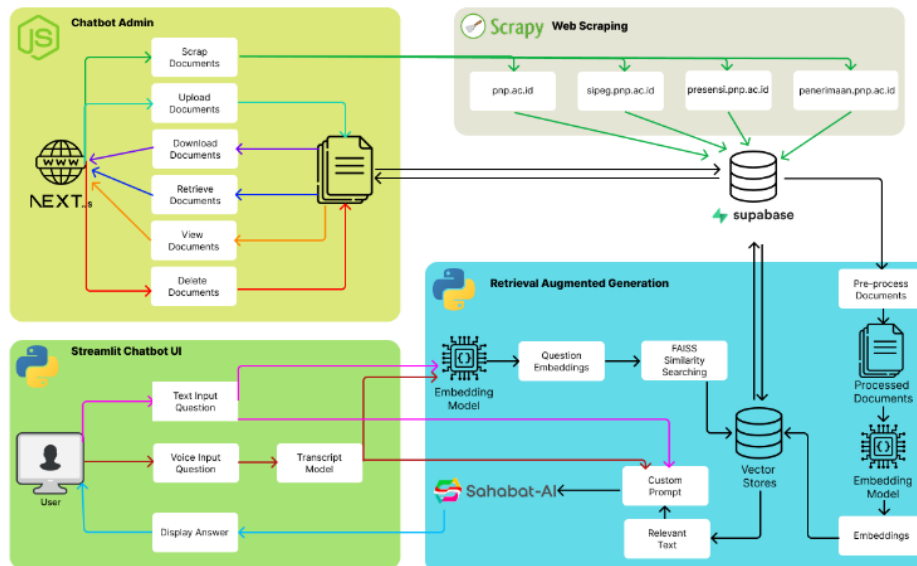 Chatbot Admin
JS
Scrap
Documents
Upload
Documents
Download
Documents
Retrieve
Documents
View
Documents
Delete
Documents
WWW
NEXT.JS
Scrapy
Web Scraping
pnp.ac.id
sipeg.pnp.ac.id
presensi.pnp.ac.id
penerimaan.pnp.ac.id
supabase
Streamlit Chatbot UI
Text Input
Question
Voice Input
Question
Transcript
Model
User
Display Answer
Retrieval Augmented Generation
Embedding
Model
Question
Embeddings
FAISS
Similarity
Searching
Vector
Stores
Custom
Prompt
Sahabat-AI
Relevant
Text
Pre-process
Documents
Processed
Documents
Embedding
Model
Embeddings